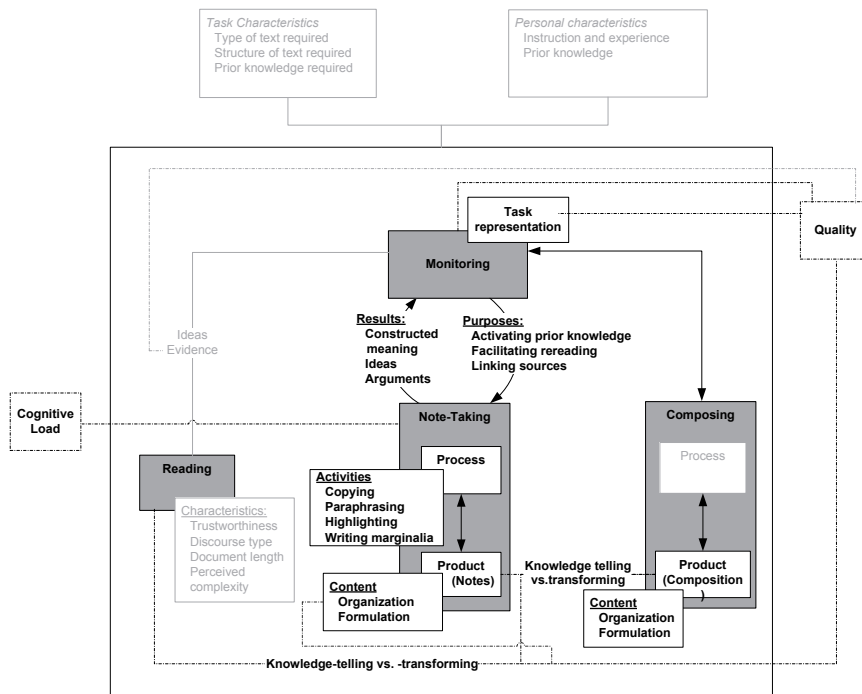 Task Characteristics
Type of text required
Structure of text required
Prior knowledge required
Personal characteristics
Instruction and experience
Prior knowledge
Task
representation
Quality
Monitoring
Ideas
Evidence
Results:
Constructed
meaning
Ideas
Arguments
Purposes:
Activating prior knowledge
Facilitating rereading
Linking sources
Cognitive
Load
Note-Taking
Composing
Reading
Process
Process
Activities
Copying
Paraphrasing
Highlighting
Writing marginalia
Characteristics:
Trustworthiness
Discourse type
Document length
Perceived
complexity
Product
(Notes)
Knowledge telling
vs.transforming
Product
(Composition
)
Content
Organization
Formulation
Content
Organization
Formulation
Knowledge-telling vs. -transforming